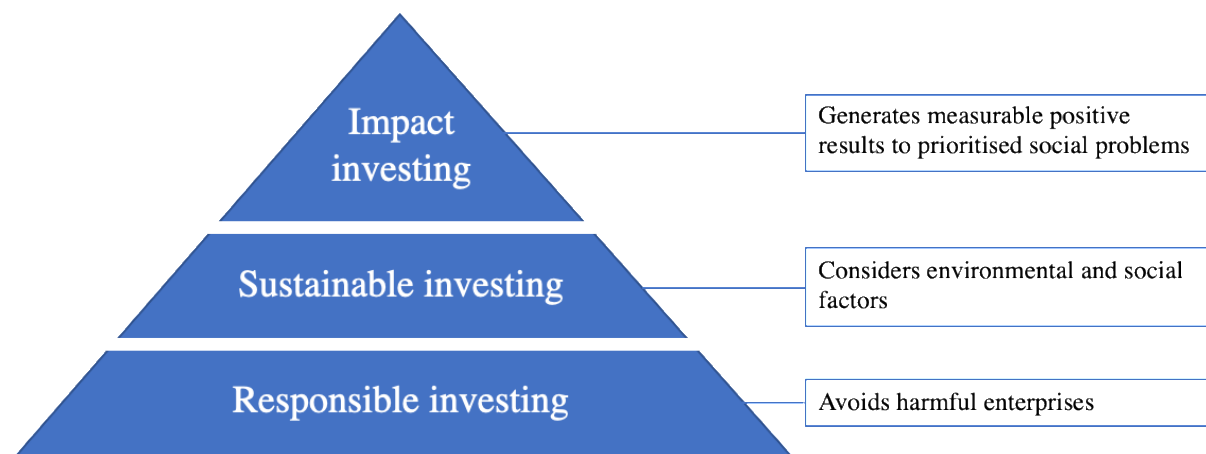 Impact
investing
Generates measurable positive
results to prioritised social problems
Sustainable investing
Considers environmental and social
factors
Responsible investing
Avoids harmful enterprises